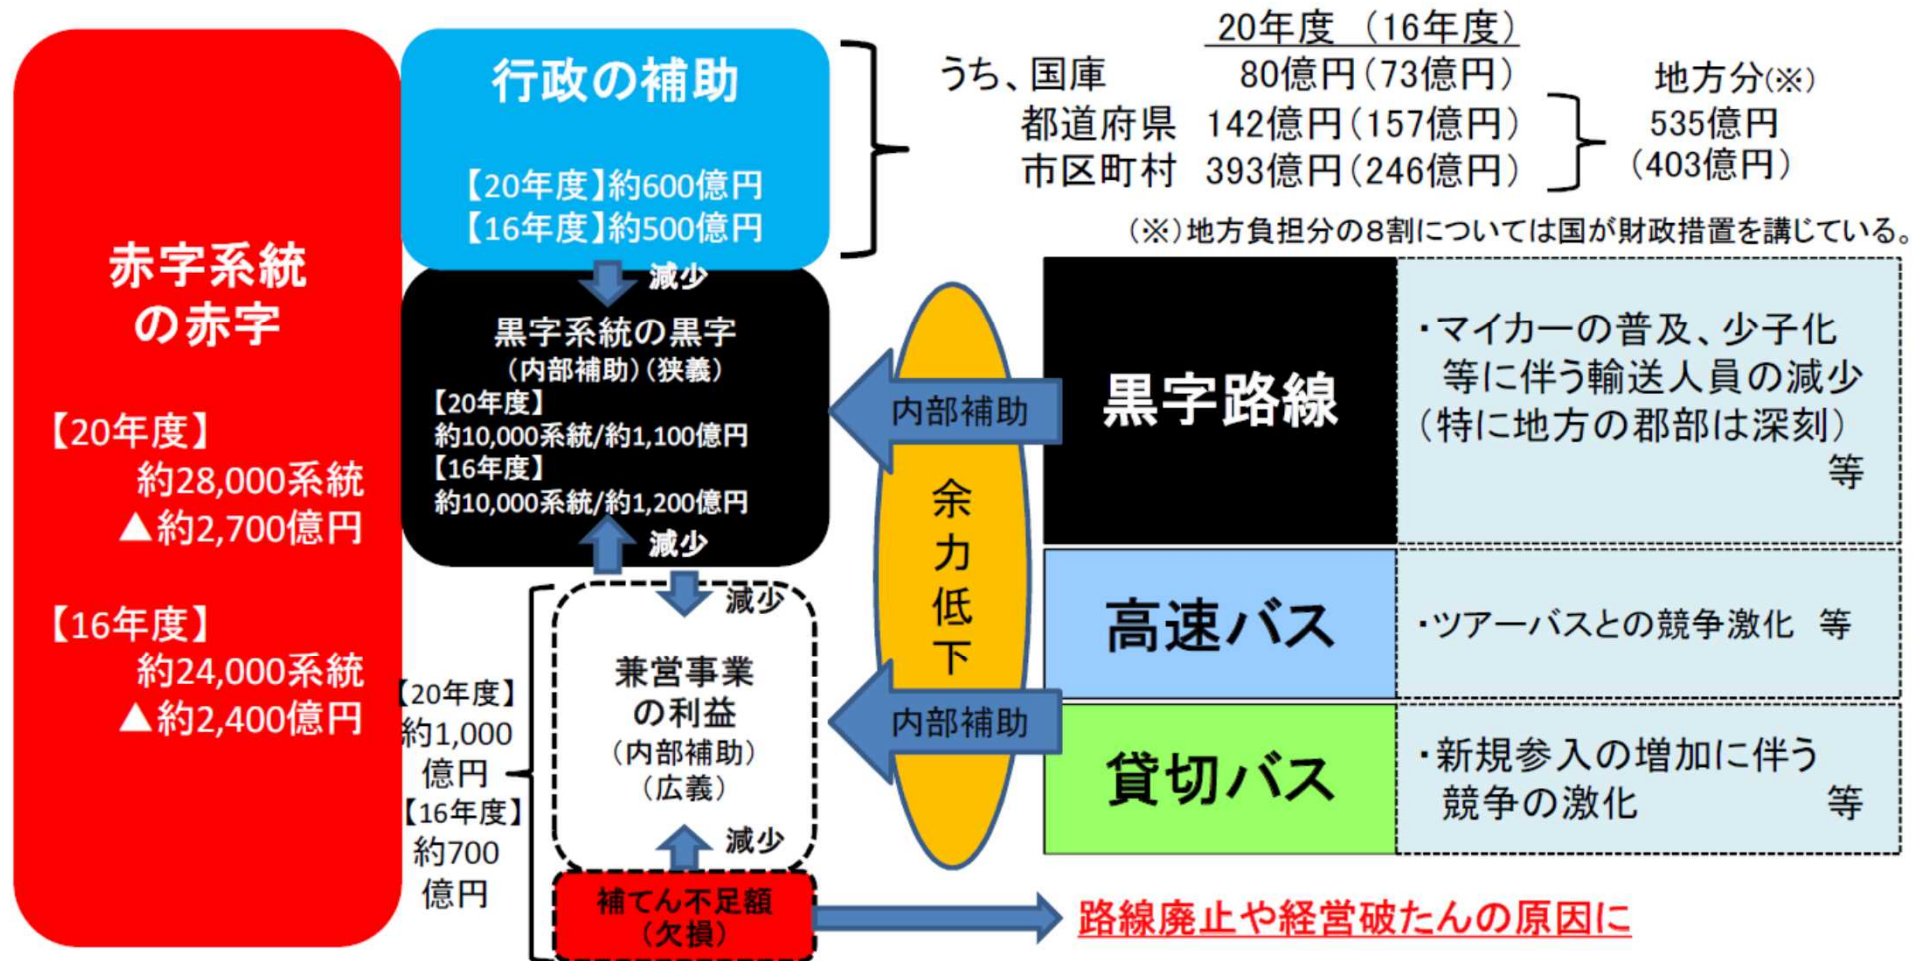 赤字系統
の赤字
【20年度】
約28,000系統
▲約2,700億円
【16年度】
約24,000系統
▲約2,400億円
行政の補助
【20年度】約600億円
【16年度】約500億円
減少
黒字系統の黒字
(内部補助)(狭義)
【20年度】
約10,000系統/約1,100億円
【16年度】
約10,000系統/約1,200億円
減少
減少
兼営事業
の利益
(内部補助)
(広義)
減少
補てん不足額
(欠損)
【20年度】
約1,000
億円
【16年度】
約700
億円
20年度 (16年度)
うち、国庫 80億円(73億円)
都道府県 142億円(157億円)
市区町村 393億円(246億円)
地方分(※)
535億円
(403億円)
(※)地方負担分の8割については国が財政措置を講じている。
余力低下
内部補助
内部補助
黒字路線
・マイカーの普及、少子化
等に伴う輸送人員の減少
(特に地方の郡部は深刻)
等
高速バス
・ツアーバスとの競争激化 等
貸切バス
・新規参入の増加に伴う
競争の激化 等
路線廃止や経営破たんの原因に